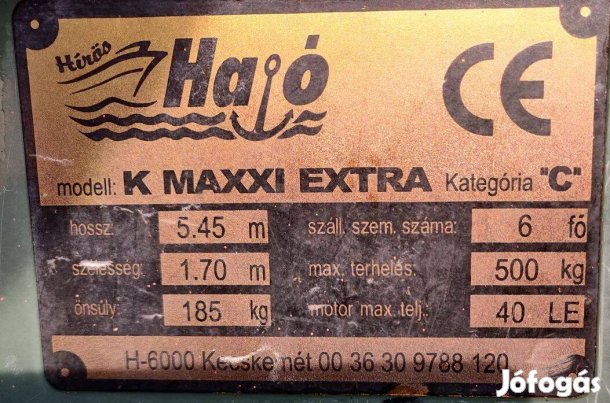 Hírös Hajó CE
modell: K MAXXI EXTRA Kategória "C"
hossz: 5.45 m száll. szem. száma: 6 fő
szélesség: 1.70 m max. terhelés: 500 kg
önsúly: 185 kg motor max. telj.: 40 LE
H-6000 Kecskemét 00 36 30 9788 120
Jófogás